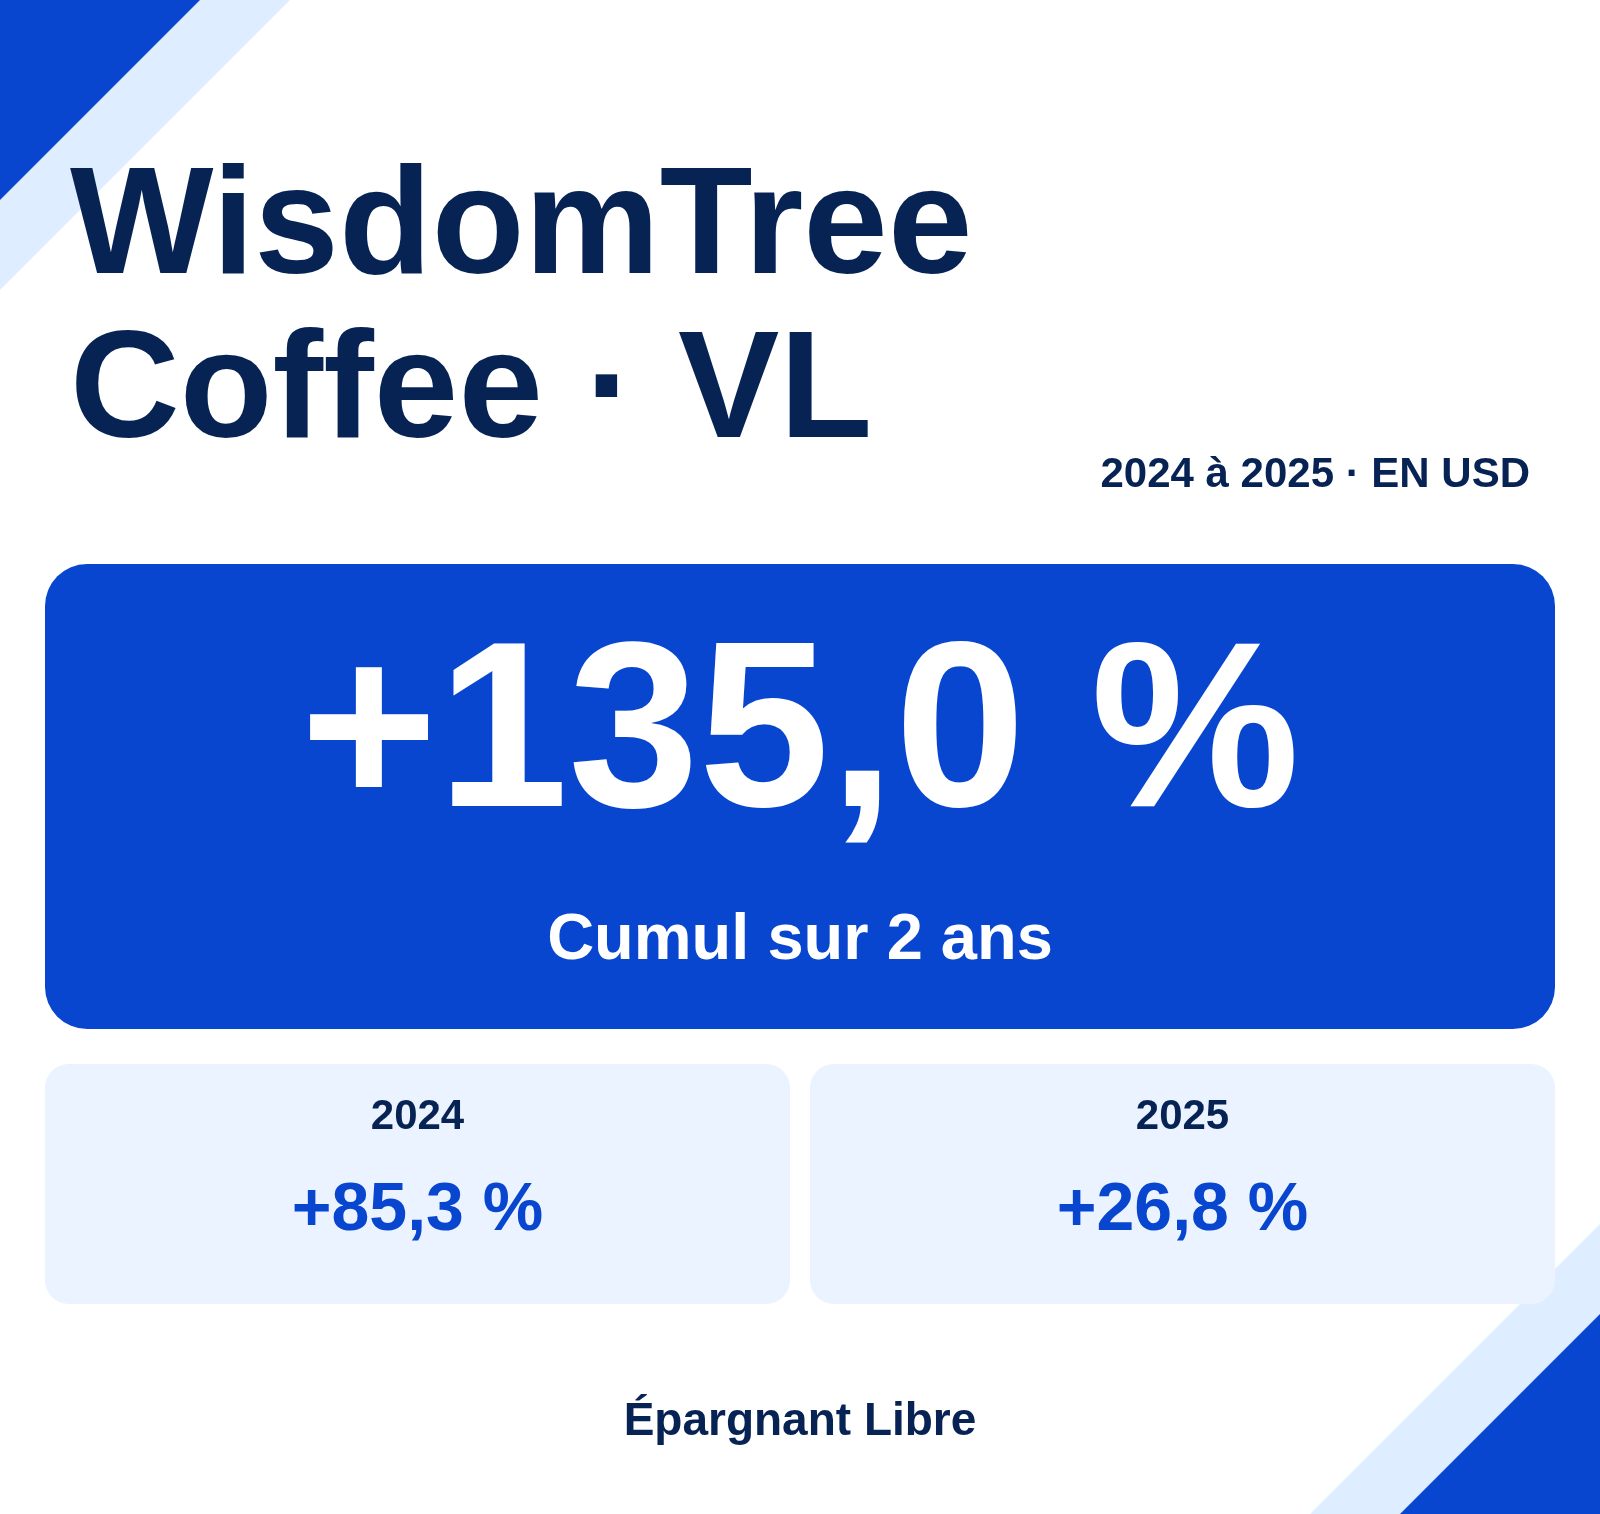 WisdomTree
Coffee · VL
2024 à 2025 · EN USD
+135,0 %
Cumul sur 2 ans
2024
+85,3 %
2025
+26,8 %
Épargnant Libre